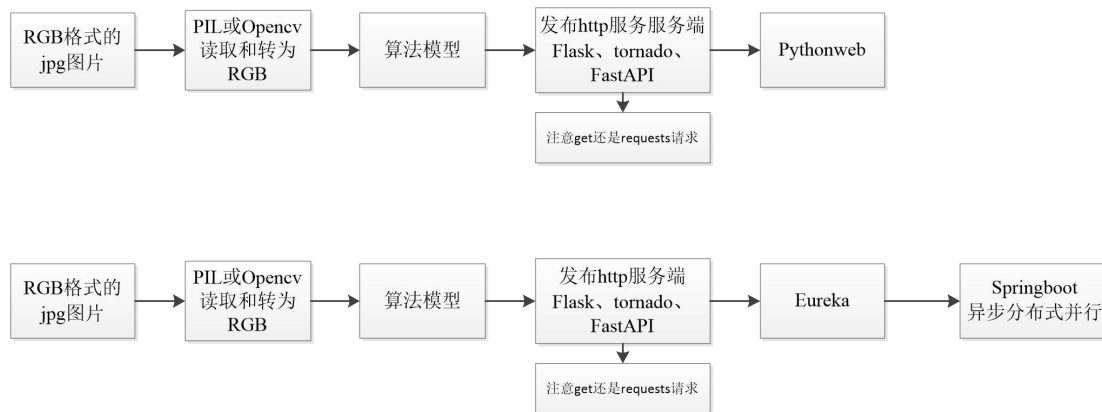 RGB格式的
jpg图片
PIL或Opencv
读取和转为
RGB
算法模型
发布http服务服务端
Flask、tornado、
FastAPI
Pythonweb
注意get还是requests请求
RGB格式的
jpg图片
PIL或Opencv
读取和转为
RGB
算法模型
发布http服务端
Flask、tornado、
FastAPI
Eureka
Springboot
异步分布式并行
注意get还是requests请求